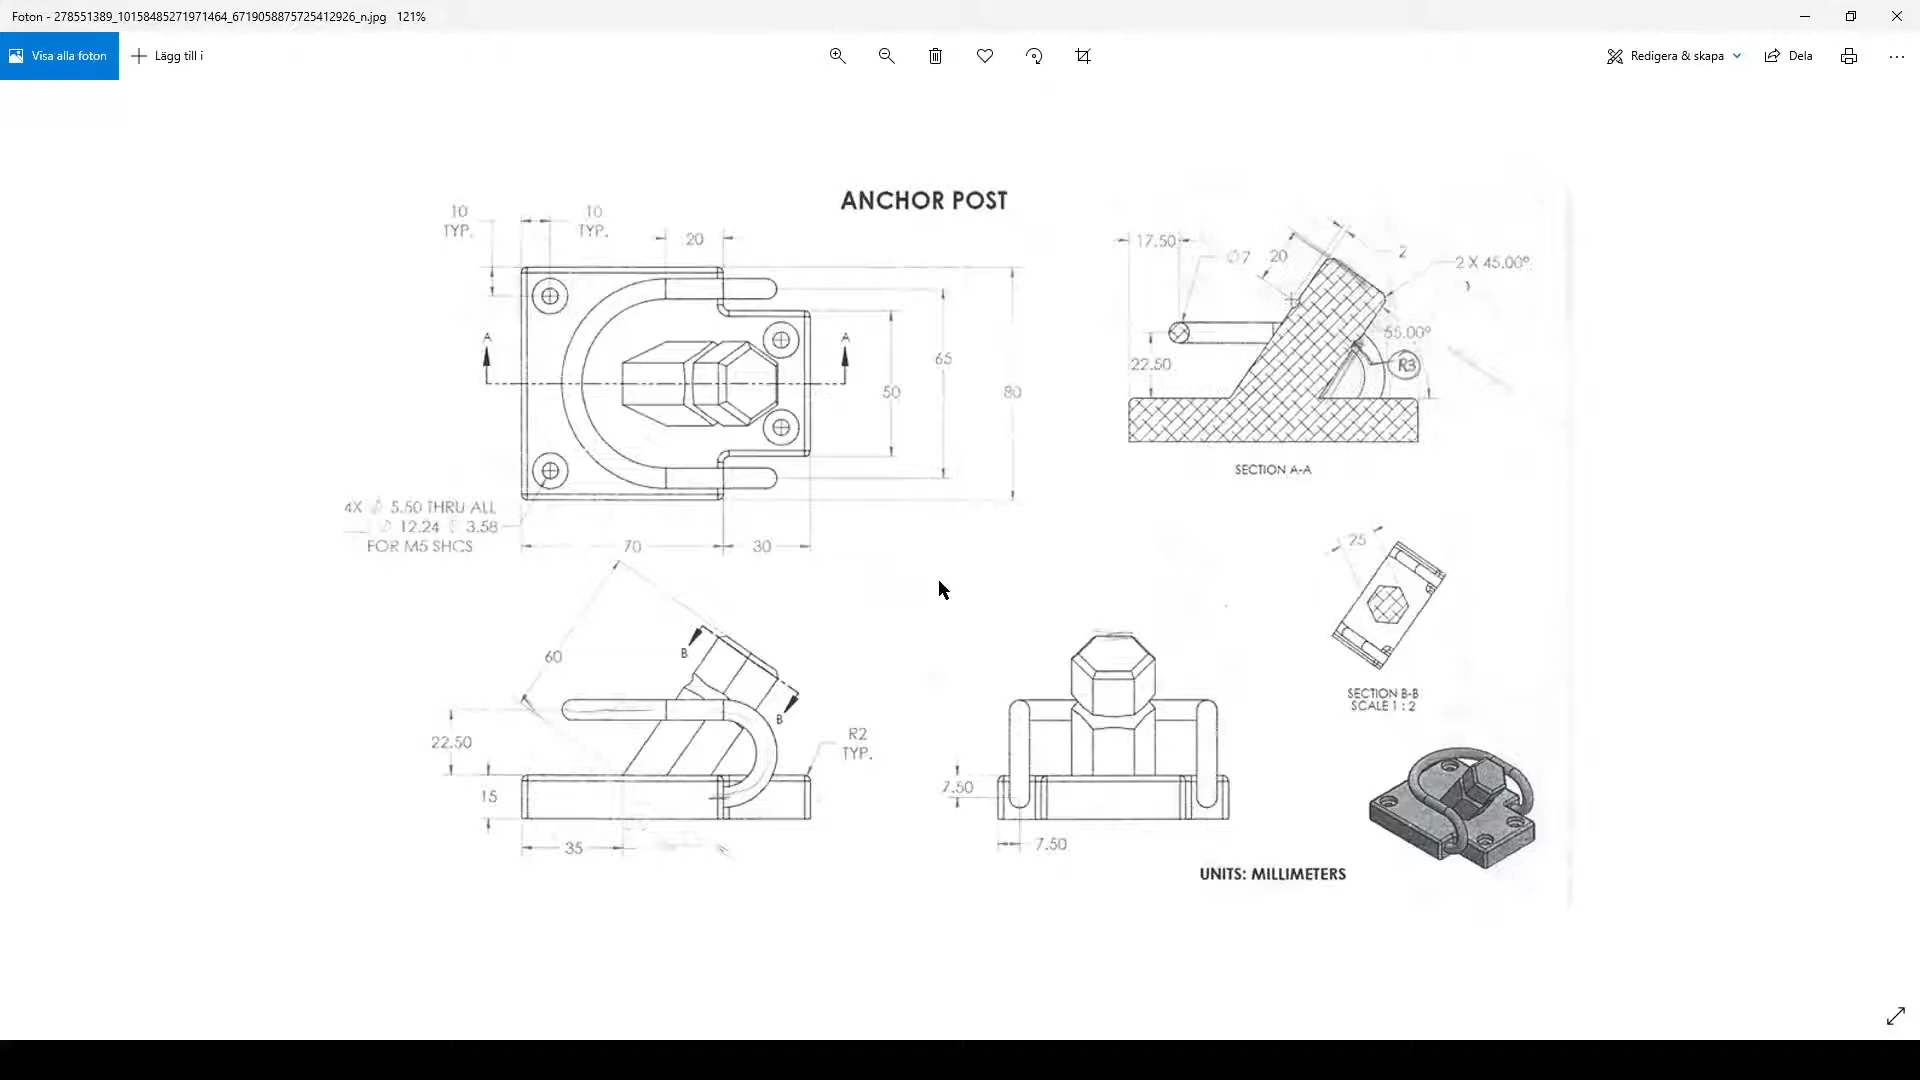 Foton - 278551389_10158485271971464_6719058875725412926_n.jpg 121%
Visa alla foton
Lägg till i
Redigera & skapa
Dela
ANCHOR POST
10
TYP.
10
TYP.
20
A
A
65
50
80
4X ⌀ 5.50 THRU ALL
⌀ 12.24 3.58
FOR M5 SHCS
70
30
17.50
⌀7
20
2
2 X 45.00°
55.00°
R3
22.50
SECTION A-A
25
SECTION B-B
SCALE 1 : 2
60
B
B
22.50
15
35
R2
TYP.
7.50
7.50
UNITS: MILLIMETERS